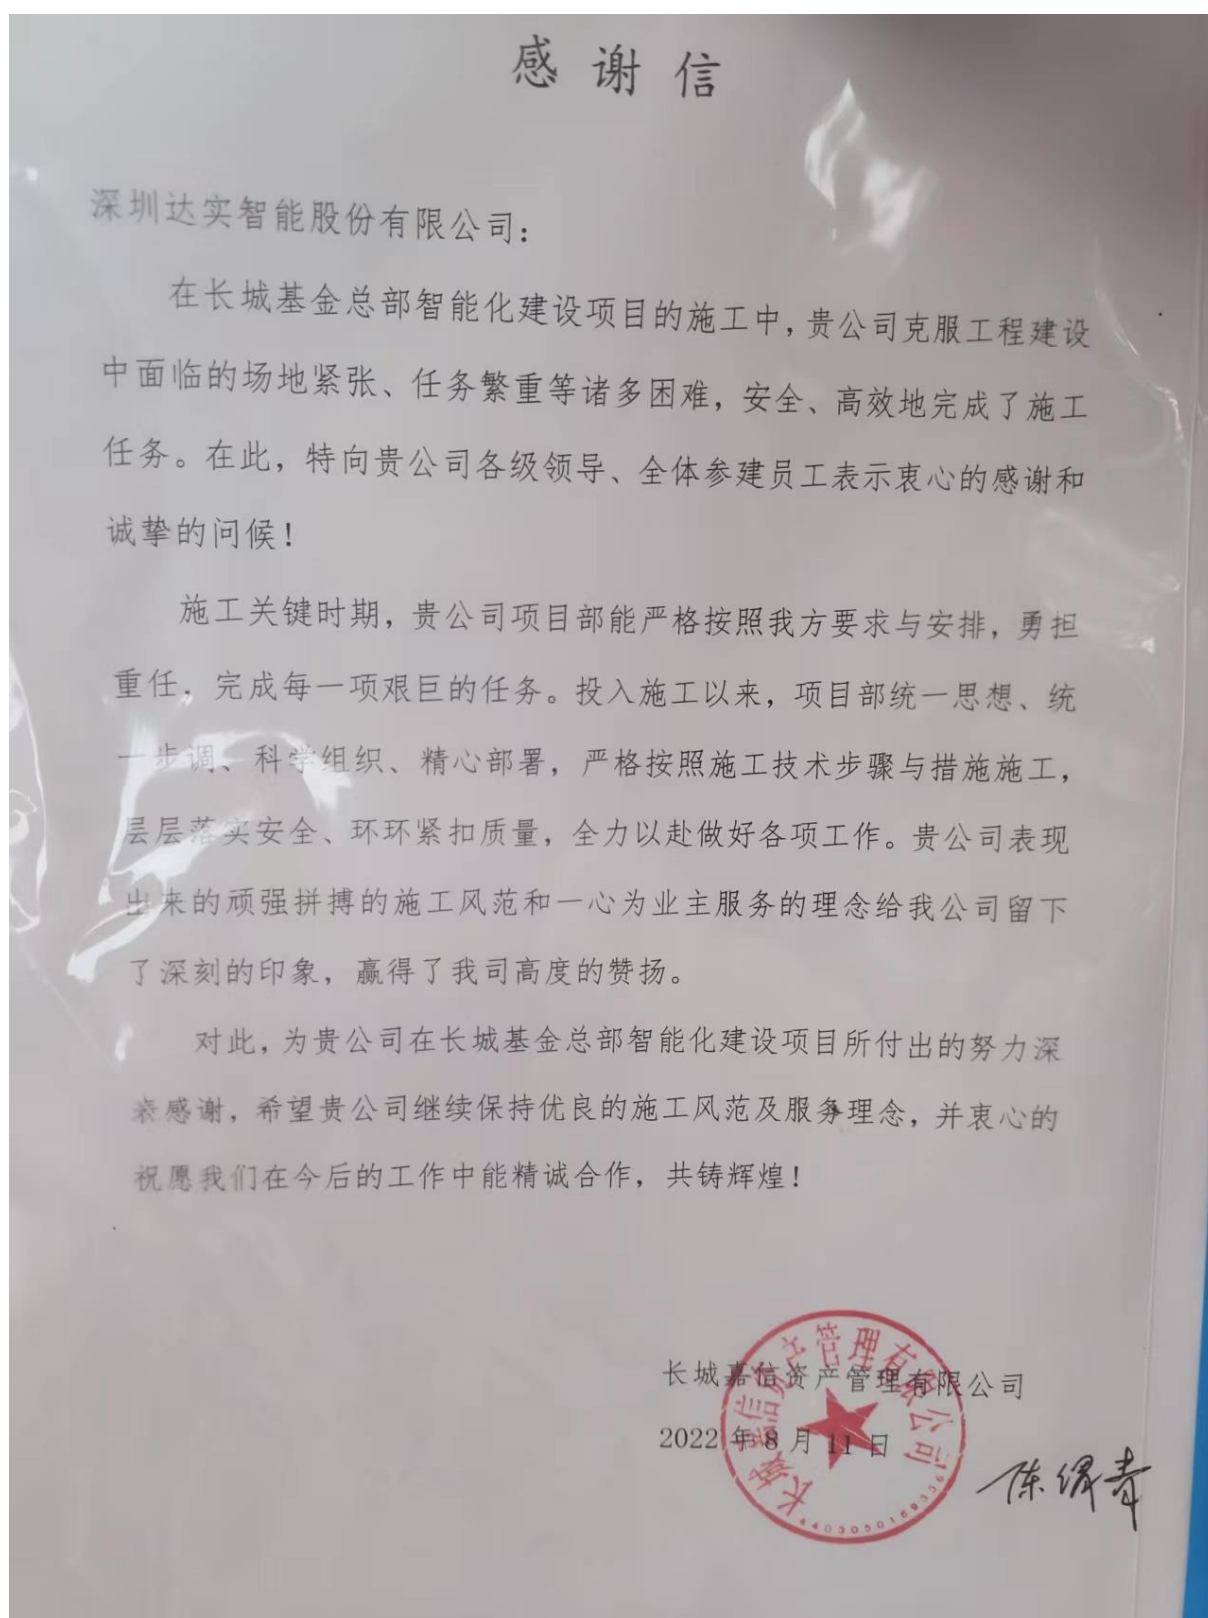 感谢信
深圳达实智能股份有限公司：
在长城基金总部智能化建设项目的施工中，贵公司克服工程建设
中面临的场地紧张、任务繁重等诸多困难，安全、高效地完成了施工
任务。在此，特向贵公司各级领导、全体参建员工表示衷心的感谢和
诚挚的问候！
施工关键时期，贵公司项目部能严格按照我方要求与安排，勇担
重任，完成每一项艰巨的任务。投入施工以来，项目部统一思想、统
一步调、科学组织、精心部署，严格按照施工技术步骤与措施施工，
层层落实安全、环环紧扣质量，全力以赴做好各项工作。贵公司表现
出来的顽强拼搏的施工风范和一心为业主服务的理念给我公司留下
了深刻的印象，赢得了我司高度的赞扬。
对此，为贵公司在长城基金总部智能化建设项目所付出的努力深
表感谢，希望贵公司继续保持优良的施工风范及服务理念，并衷心的
祝愿我们在今后的工作中能精诚合作，共铸辉煌！
长城嘉信资产管理有限公司
2022年8月11日
长城嘉信资产管理有限公司